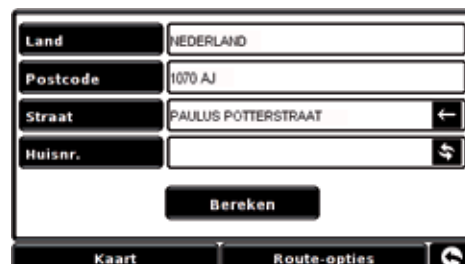 Land NEDERLAND
Postcode 1070 AJ
Straat PAULUS POTTERSTRAAT
Huisnr.
Bereken
Kaart Route-opties